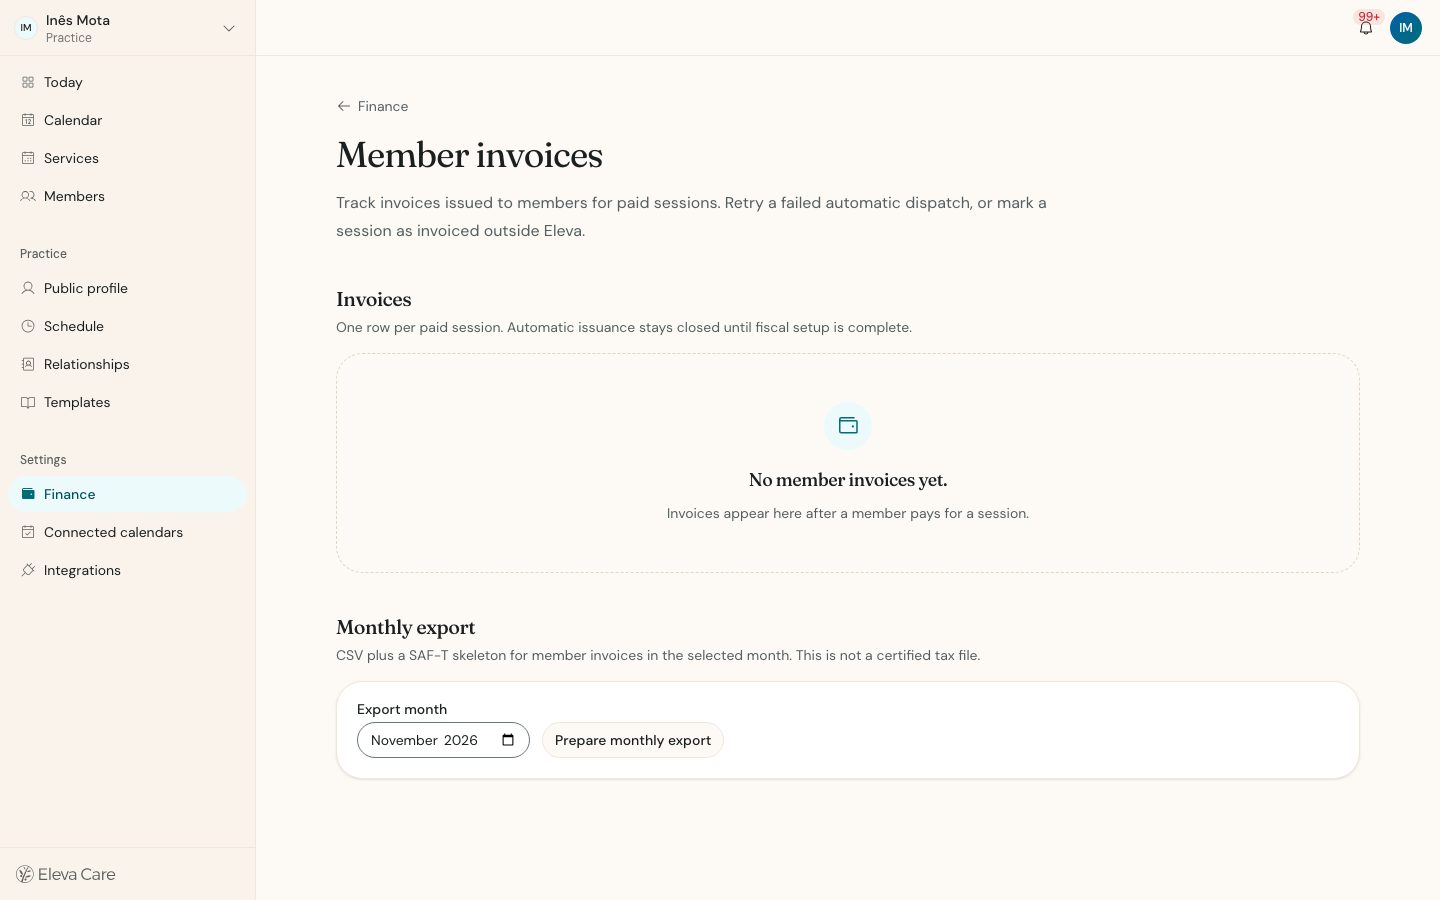 IM
Inês Mota
Practice
99+
IM
Today
Calendar
Services
Members
Practice
Public profile
Schedule
Relationships
Templates
Settings
Finance
Connected calendars
Integrations
Eleva Care
Finance
Member invoices
Track invoices issued to members for paid sessions. Retry a failed automatic dispatch, or mark a
session as invoiced outside Eleva.
Invoices
One row per paid session. Automatic issuance stays closed until fiscal setup is complete.
No member invoices yet.
Invoices appear here after a member pays for a session.
Monthly export
CSV plus a SAF-T skeleton for member invoices in the selected month. This is not a certified tax file.
Export month
November 2026
Prepare monthly export